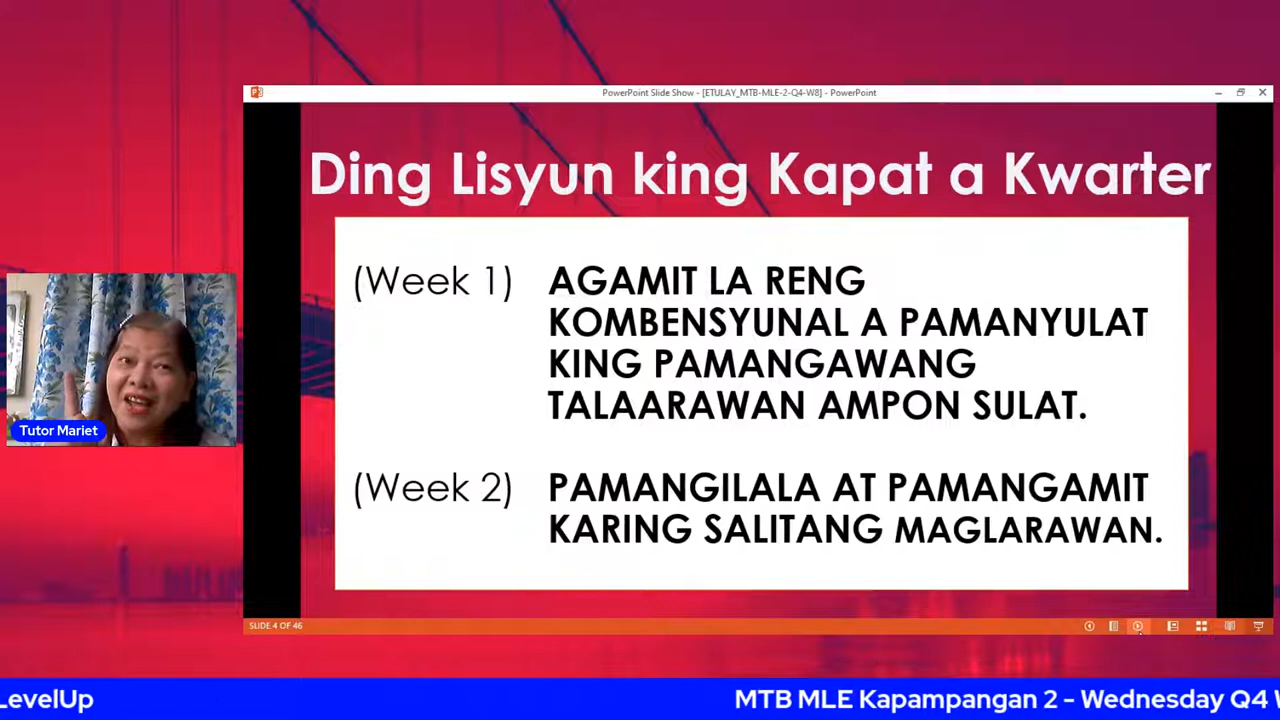 PowerPoint Slide Show - [ETULAY_MTB-MLE-2-Q4-W8] - PowerPoint
Ding Lisyun king Kapat a Kwarter
(Week 1) AGAMIT LA RENG
KOMBENSYUNAL A PAMANYULAT
KING PAMANGAWANG
TALAARAWAN AMPON SULAT.
(Week 2) PAMANGILALA AT PAMANGAMIT
KARING SALITANG MAGLARAWAN.
Tutor Mariet
SLIDE 4 OF 46
LevelUp MTB MLE Kapampangan 2 - Wednesday Q4